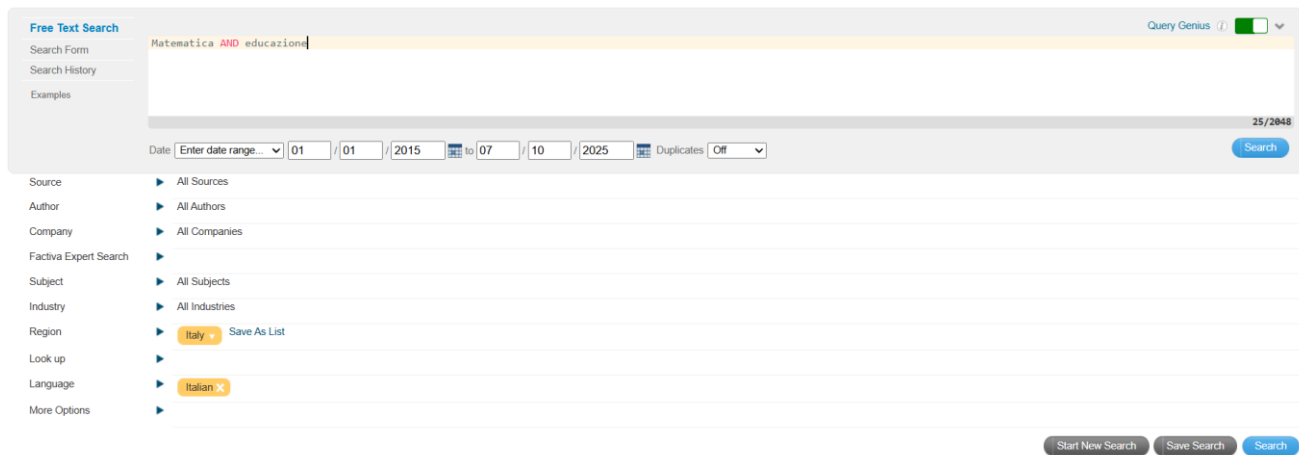 Free Text Search
Query Genius i
Search Form
Matematica AND educazione
Search History
Examples
25/2048
Date Enter date range... 01 / 01 / 2015 to 07 / 10 / 2025 Duplicates Off Search
Source All Sources
Author All Authors
Company All Companies
Factiva Expert Search
Subject All Subjects
Industry All Industries
Region Italy Save As List
Look up
Language Italian x
More Options
Start New Search Save Search Search